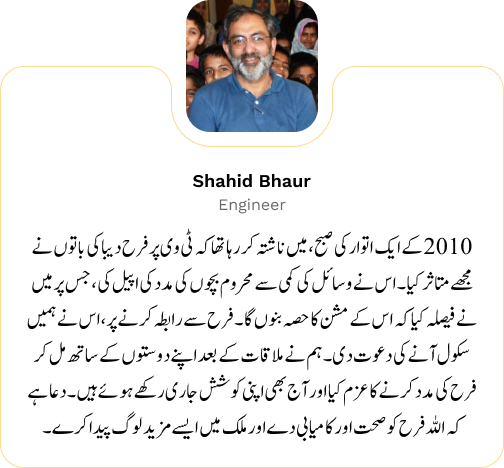 Shahid Bhaur
Engineer
2010 کے ایک اتوار کی صبح، میں ناشتہ کر رہا تھا کہ ٹی وی پر فرح دیبا کی باتوں نے
مجھے متاثر کیا۔ اس نے وسائل کی کمی سے محروم بچوں کی مدد کی اپیل کی، جس پر میں
نے فیصلہ کیا کہ اس کے مشن کا حصہ بنوں گا۔ فرح سے رابطہ کرنے پر، اس نے ہمیں
سکول آنے کی دعوت دی۔ ہم نے ملاقات کے بعد اپنے دوستوں کے ساتھ مل کر
فرح کی مدد کرنے کا عزم کیا اور آج بھی اپنی کوشش جاری رکھے ہوئے ہیں۔ دعا ہے
کہ اللہ فرح کو صحت اور کامیابی دے اور ملک میں ایسے مزید لوگ پیدا کرے۔